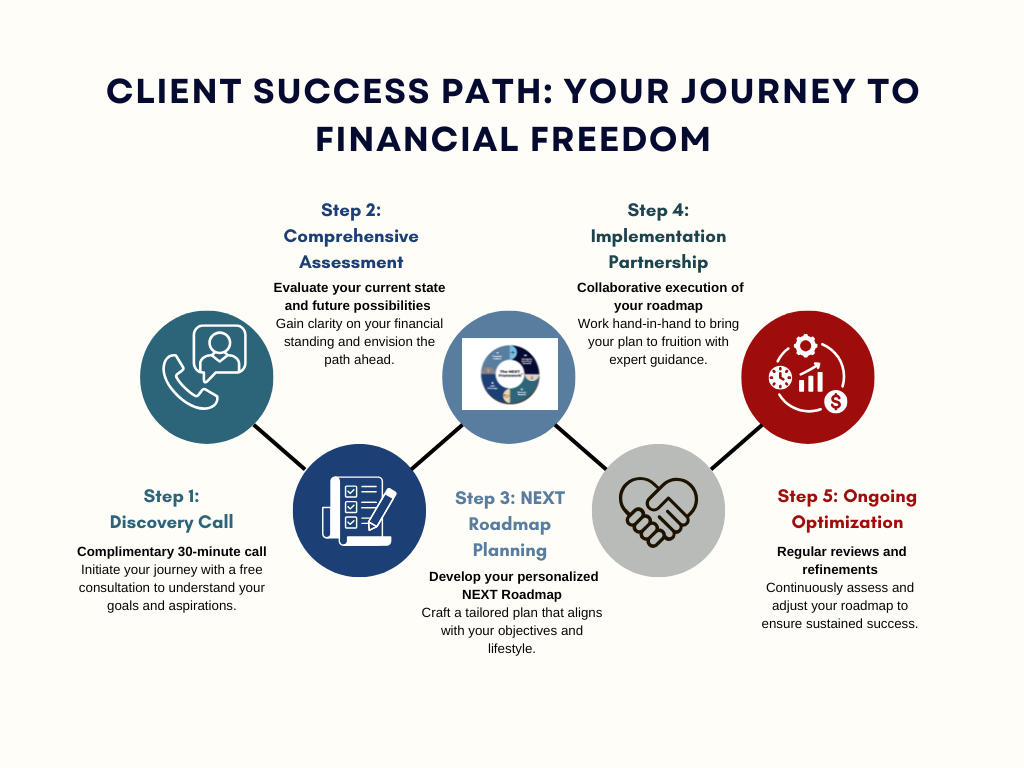 CLIENT SUCCESS PATH: YOUR JOURNEY TO
FINANCIAL FREEDOM
Step 1:
Discovery Call
Complimentary 30-minute call
Initiate your journey with a free
consultation to understand your
goals and aspirations.
Step 2:
Comprehensive
Assessment
Evaluate your current state
and future possibilities
Gain clarity on your financial
standing and envision the
path ahead.
The NEXT
Framework
Step 3: NEXT
Roadmap
Planning
Develop your personalized
NEXT Roadmap
Craft a tailored plan that aligns
with your objectives and
lifestyle.
Step 4:
Implementation
Partnership
Collaborative execution of
your roadmap
Work hand-in-hand to bring
your plan to fruition with
expert guidance.
$
Step 5: Ongoing
Optimization
Regular reviews and
refinements
Continuously assess and
adjust your roadmap to
ensure sustained success.